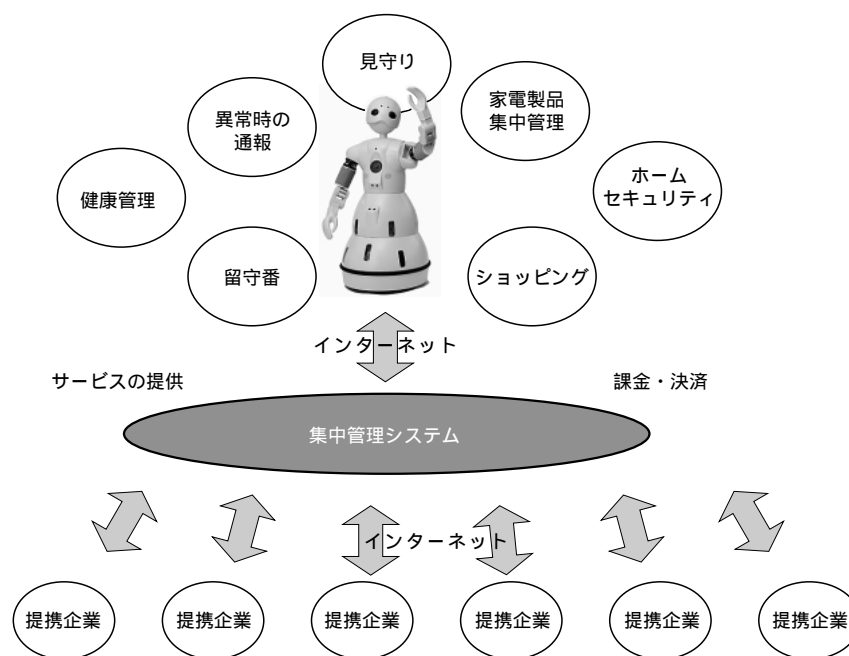 見守り
異常時の
通報
家電製品
集中管理
健康管理
ホーム
セキュリティ
留守番
ショッピング
インターネット
サービスの提供
課金・決済
集中管理システム
インターネット
提携企業
提携企業
提携企業
提携企業
提携企業
提携企業